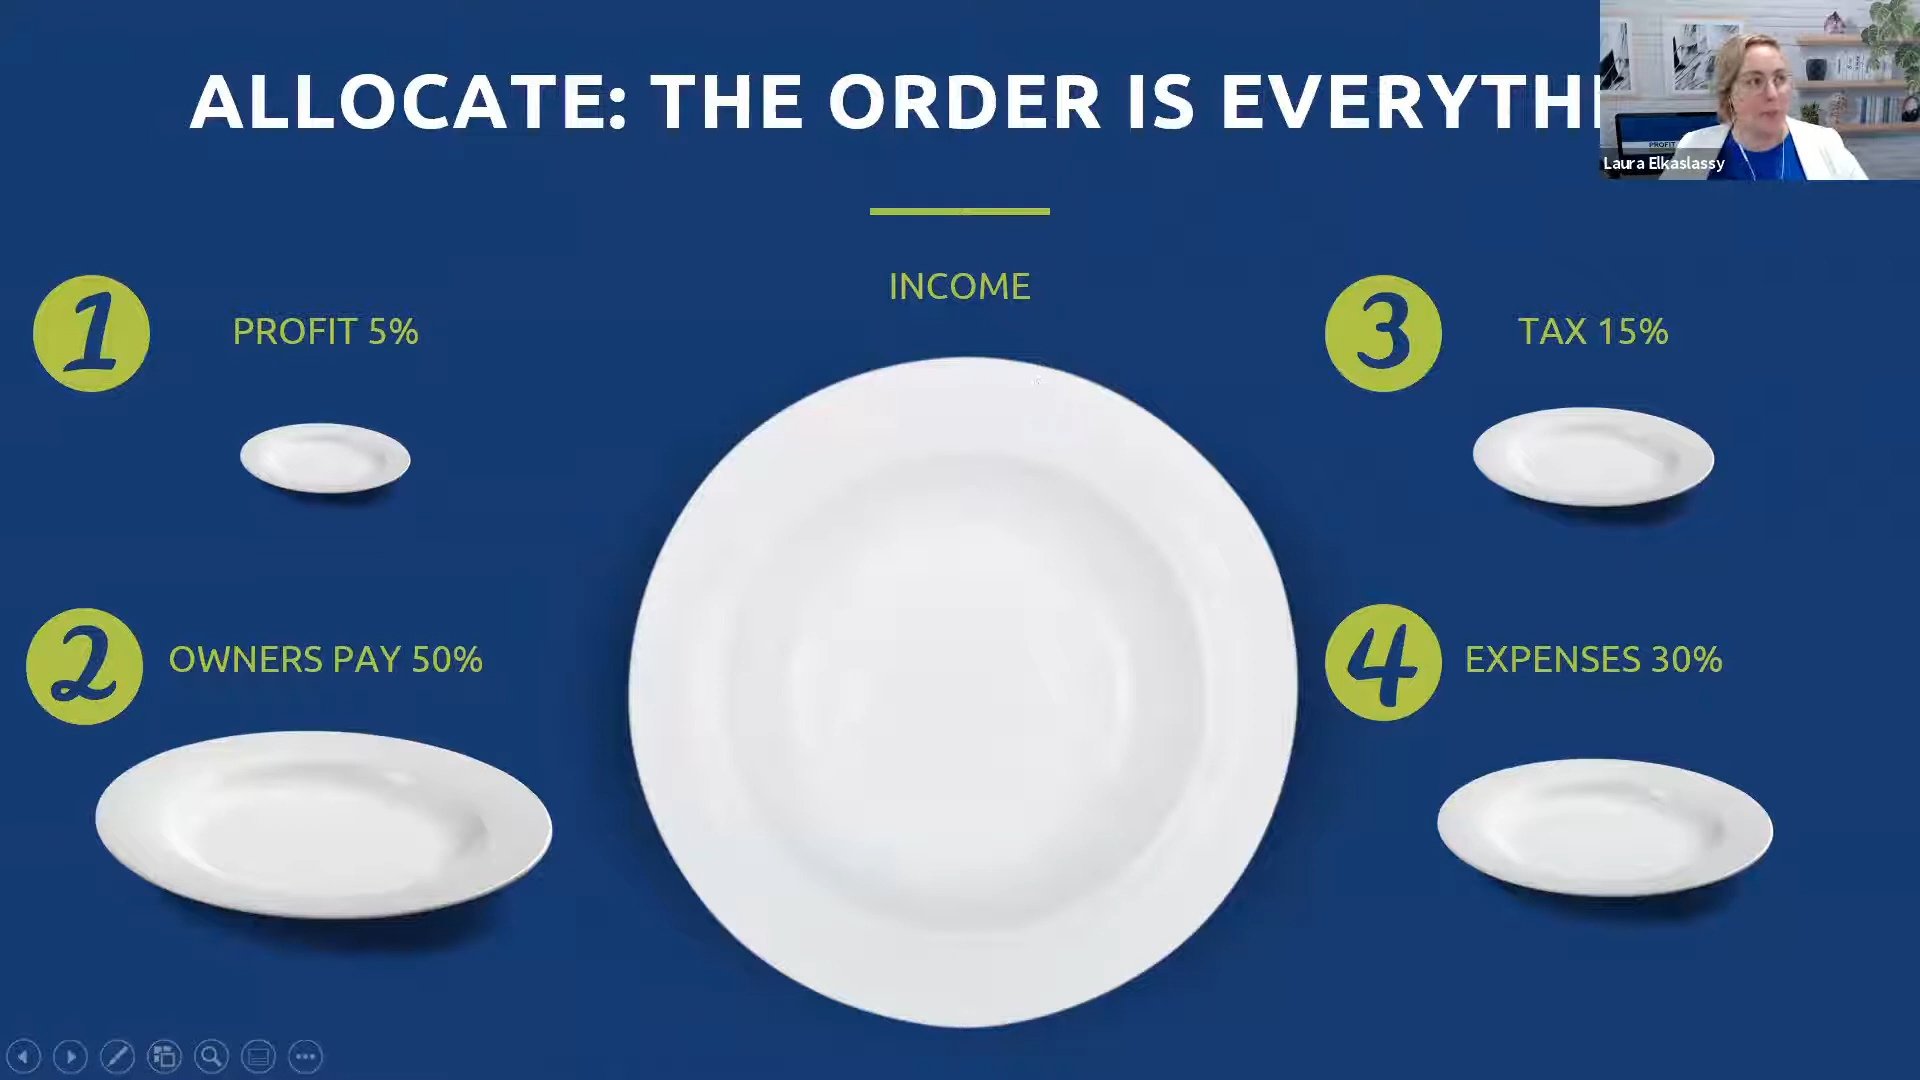 ALLOCATE: THE ORDER IS EVERYTHI
Laura Elkaslassy
INCOME
1
PROFIT 5%
2
OWNERS PAY 50%
3
TAX 15%
4
EXPENSES 30%